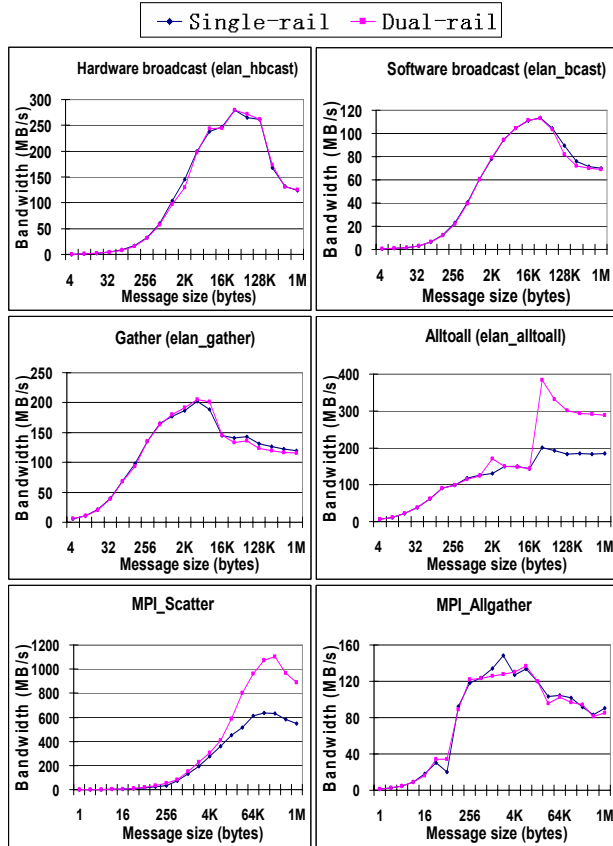 Single-rail Dual-rail
Hardware broadcast (elan_hbcast)
Bandwidth (MB/s)
300
250
200
150
100
50
0
4 32 256 2K 16K 128K 1M
Message size (bytes)
Software broadcast (elan_bcast)
Bandwidth (MB/s)
120
100
80
60
40
20
0
4 32 256 2K 16K 128K 1M
Message size (bytes)
Gather (elan_gather)
Bandwidth (MB/s)
250
200
150
100
50
0
4 32 256 2K 16K 128K 1M
Message size (bytes)
Alltoall (elan_alltoall)
Bandwidth (MB/s)
400
300
200
100
0
4 32 256 2K 16K 128K 1M
Message size (bytes)
MPI_Scatter
Bandwidth (MB/s)
1200
1000
800
600
400
200
0
1 16 256 4K 64K 1M
Message size (bytes)
MPI_Allgather
Bandwidth (MB/s)
160
120
80
40
0
1 16 256 4K 64K 1M
Message size (bytes)